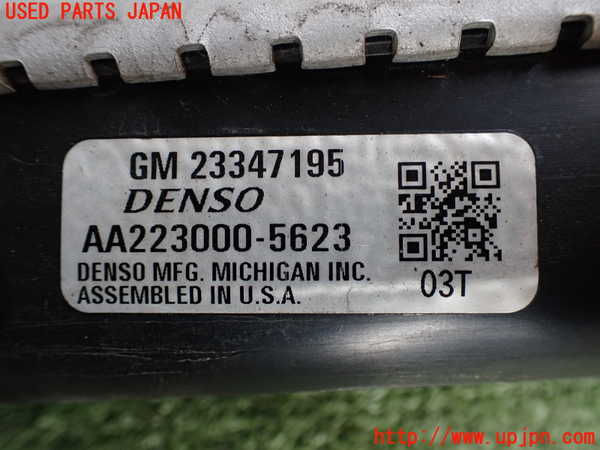 USED PARTS JAPAN
GM 23347195
DENSO
AA223000-5623
DENSO MFG. MICHIGAN INC.
ASSEMBLED IN U.S.A.
03T
http://www.upjpn.com/